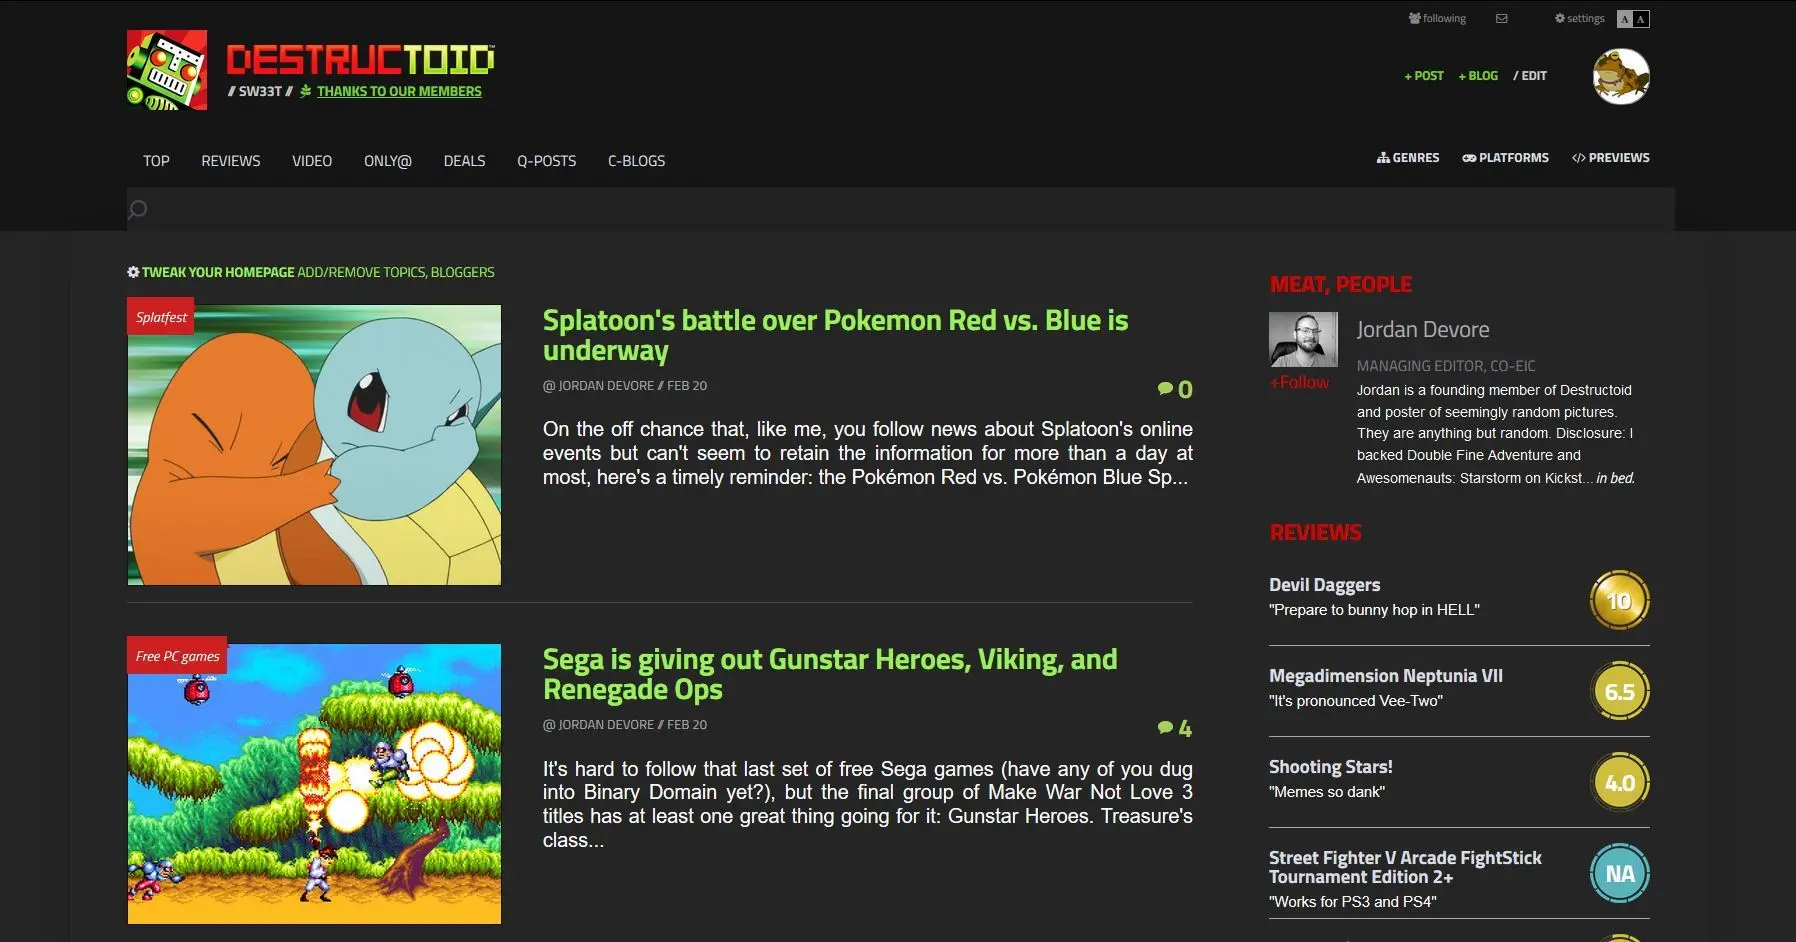 following
settings
A A
DESTRUCTOID™
// SW33T // THANKS TO OUR MEMBERS
+ POST + BLOG / EDIT
TOP REVIEWS VIDEO ONLY@ DEALS Q-POSTS C-BLOGS
GENRES PLATFORMS </> PREVIEWS
TWEAK YOUR HOMEPAGE ADD/REMOVE TOPICS, BLOGGERS
Splatfest
Splatoon's battle over Pokemon Red vs. Blue is
underway
@ JORDAN DEVORE // FEB 20
0
On the off chance that, like me, you follow news about Splatoon's online
events but can't seem to retain the information for more than a day at
most, here's a timely reminder: the Pokémon Red vs. Pokémon Blue Sp...
Free PC games
Sega is giving out Gunstar Heroes, Viking, and
Renegade Ops
@ JORDAN DEVORE // FEB 20
4
It's hard to follow that last set of free Sega games (have any of you dug
into Binary Domain yet?), but the final group of Make War Not Love 3
titles has at least one great thing going for it: Gunstar Heroes. Treasure's
class...
MEAT, PEOPLE
Jordan Devore
MANAGING EDITOR, CO-EIC
+Follow
Jordan is a founding member of Destructoid
and poster of seemingly random pictures.
They are anything but random. Disclosure: I
backed Double Fine Adventure and
Awesomenauts: Starstorm on Kickst... in bed.
REVIEWS
Devil Daggers
"Prepare to bunny hop in HELL"
10
Megadimension Neptunia VII
"It's pronounced Vee-Two"
6.5
Shooting Stars!
"Memes so dank"
4.0
Street Fighter V Arcade FightStick
Tournament Edition 2+
"Works for PS3 and PS4"
NA